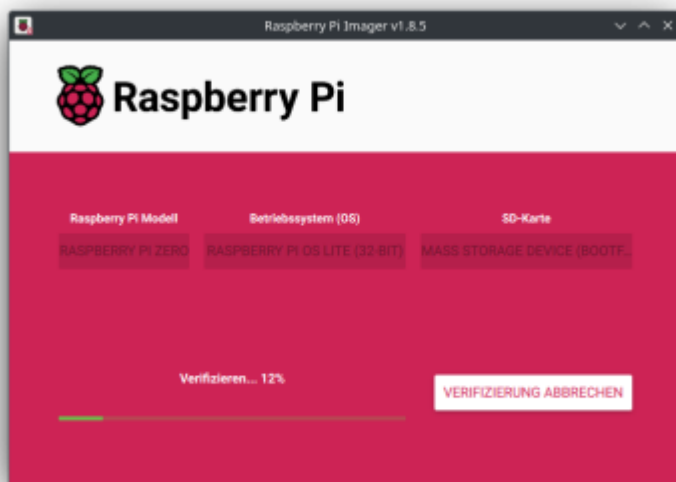 Raspberry Pi Imager v1.8.5
Raspberry Pi
Raspberry Pi Modell Betriebssystem (OS) SD-Karte
RASPBERRY PI ZERO RASPBERRY PI OS LITE (32-BIT) MASS STORAGE DEVICE (BOOTF...
Verifizieren... 12%
VERIFIZIERUNG ABBRECHEN